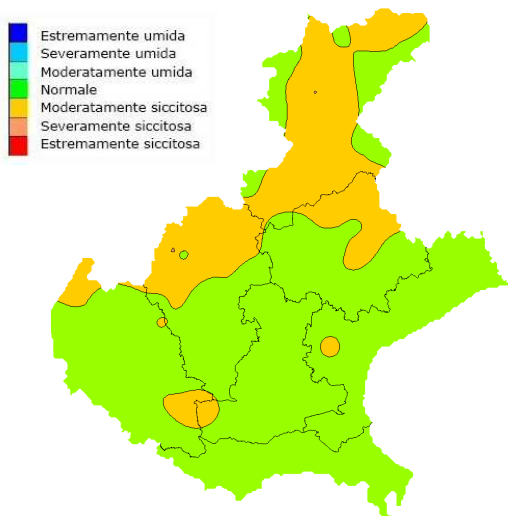 Estremamente umida
Severamente umida
Moderatamente umida
Normale
Moderatamente siccitosa
Severamente siccitosa
Estremamente siccitosa